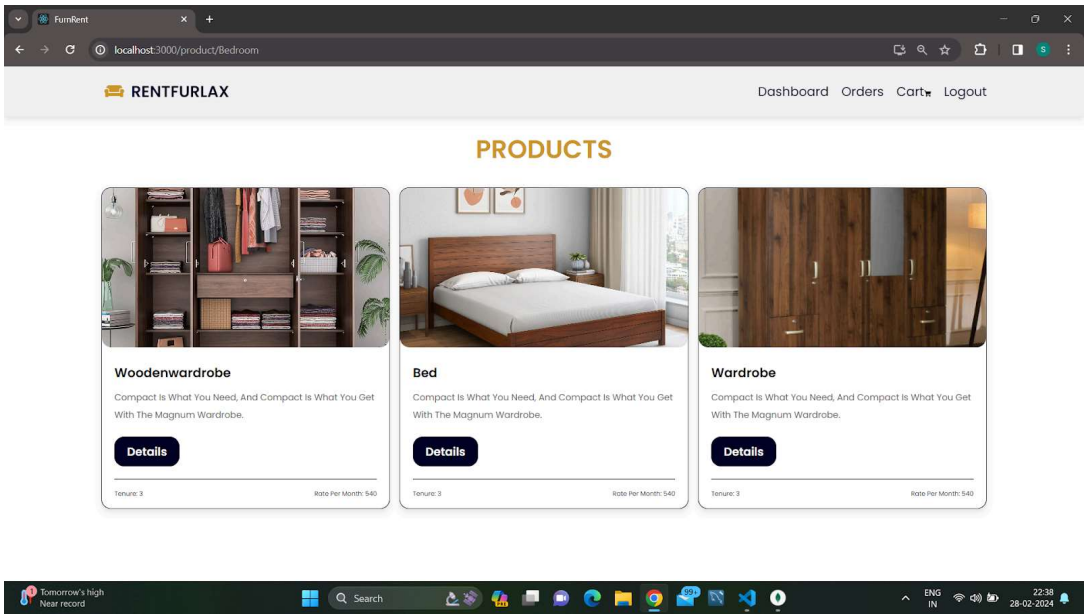 FurnRent
localhost:3000/product/Bedroom
S
RENTFURLAX
Dashboard Orders Cart Logout
PRODUCTS
Woodenwardrobe
Compact Is What You Need, And Compact Is What You Get
With The Magnum Wardrobe.
Details
Tenure: 3 Rate Per Month: 540
Bed
Compact Is What You Need, And Compact Is What You Get
With The Magnum Wardrobe.
Details
Tenure: 3 Rate Per Month: 540
Wardrobe
Compact Is What You Need, And Compact Is What You Get
With The Magnum Wardrobe.
Details
Tenure: 3 Rate Per Month: 540
1
Tomorrow's high
Near record
Search
99+
ENG
IN
22:38
28-02-2024